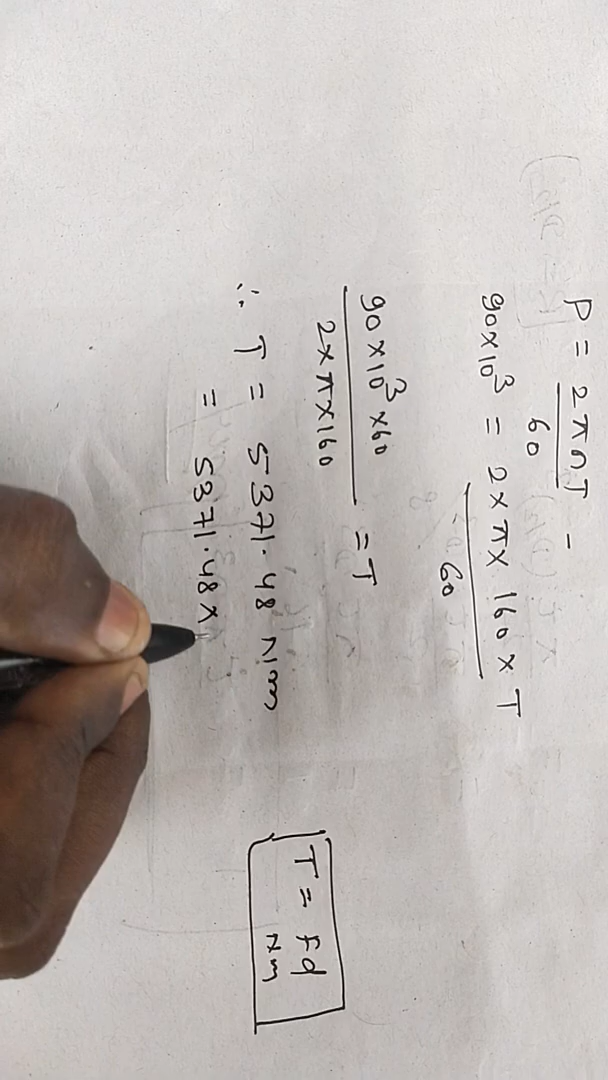 P = 2πnT
60
90×10³ = 2×π×160×T
60
90×10³×60 = T
2×π×160
∴ T = 5371.48 Nm
= 5371.48×
T = Fd
Nm